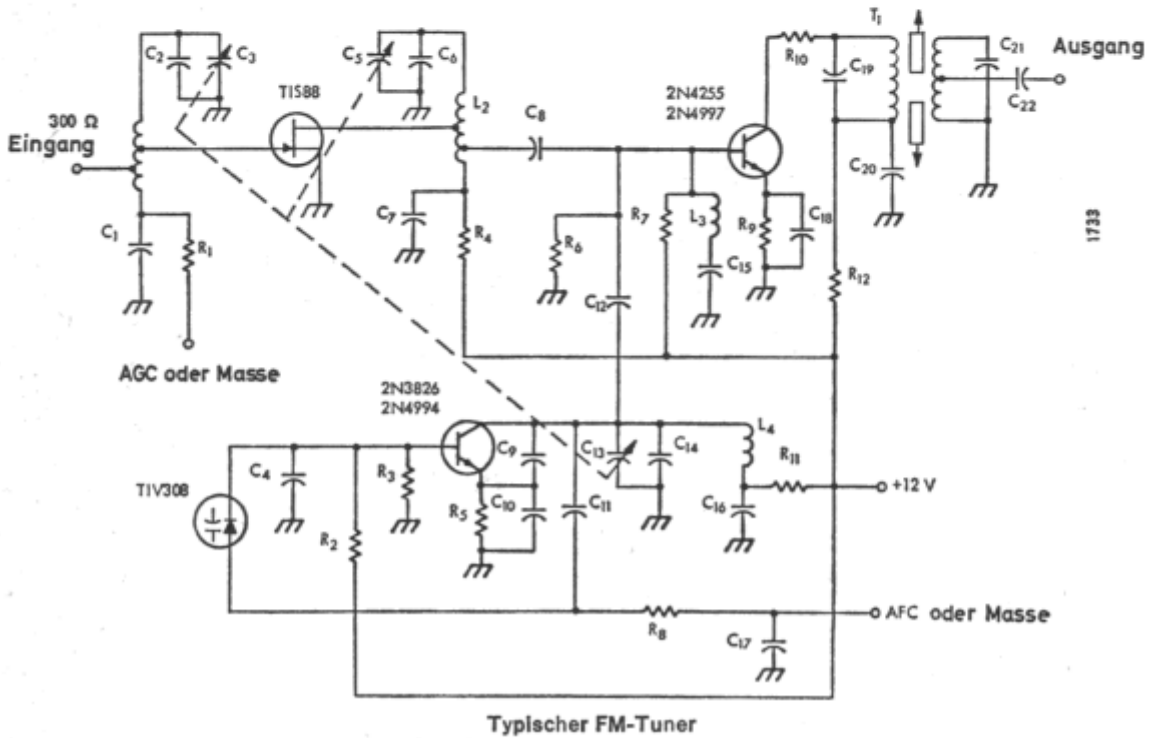 T₁
C₂ C₃ C₅ C₆ R₁₀ C₁₉ C₂₁ Ausgang
TIS88 L₂ C₈ 2N4255
2N4997 C₂₂
300 Ω
Eingang
C₁ R₁ C₇ R₄ R₆ R₇ L₃ C₁₅ R₉ C₁₈ C₂₀ R₁₂
C₁₂
1733
AGC oder Masse
2N3826
2N4994
TIV308 C₄ R₃ C₉ C₁₃ C₁₄ L₄ R₁₁ +12 V
R₂ R₅ C₁₀ C₁₁ C₁₆
R₈ C₁₇ AFC oder Masse
Typischer FM-Tuner